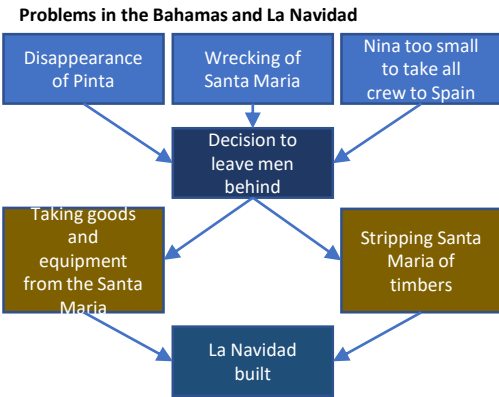 Problems in the Bahamas and La Navidad
Disappearance
of Pinta
Wrecking of
Santa Maria
Nina too small
to take all
crew to Spain
Decision to
leave men
behind
Taking goods
and
equipment
from the Santa
Maria
Stripping Santa
Maria of
timbers
La Navidad
built